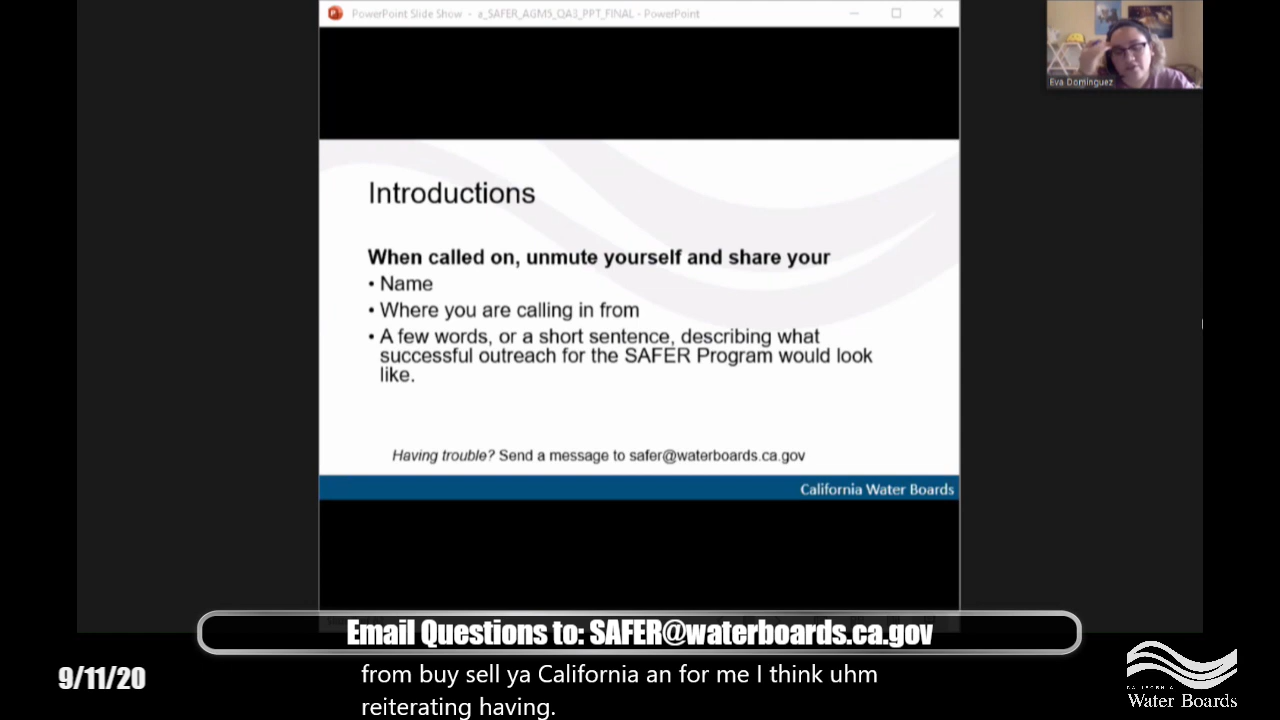 PowerPoint Slide Show - a_SAFER_AGM5_QA3_PPT_FINAL - PowerPoint
Eva Dominguez
Introductions
When called on, unmute yourself and share your
• Name
• Where you are calling in from
• A few words, or a short sentence, describing what
successful outreach for the SAFER Program would look
like.
Having trouble? Send a message to safer@waterboards.ca.gov
California Water Boards
Email Questions to: SAFER@waterboards.ca.gov
9/11/20
from buy sell ya California an for me I think uhm
reiterating having.
CALIFORNIA
Water Boards